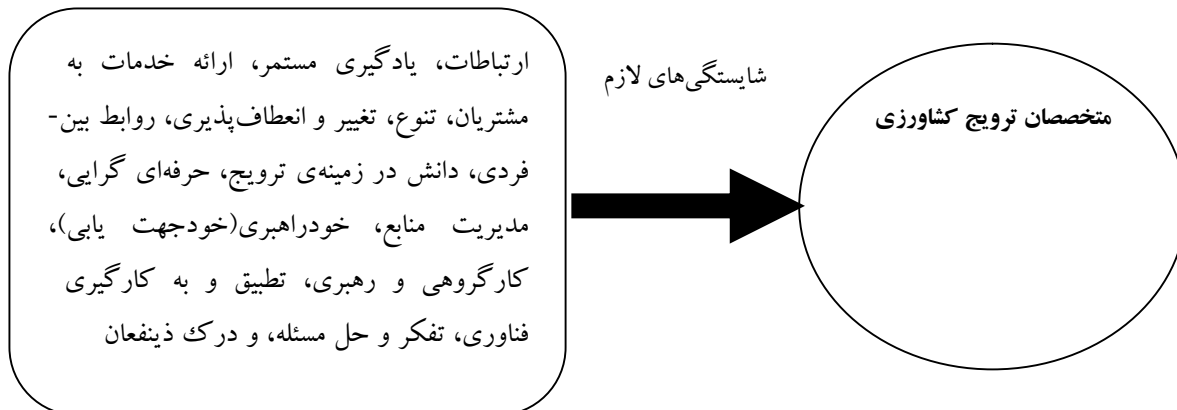 ارتباطات، یادگیری مستمر، ارائه خدمات به
مشتریان، تنوع، تغییر و انعطاف‌پذیری، روابط بین-
فردی، دانش در زمینه‌ی ترویج، حرفه‌ای گرایی،
مدیریت منابع، خودراهبری(خودجهت یابی)،
کارگروهی و رهبری، تطبیق و به کارگیری
فناوری، تفکر و حل مسئله، و درک ذینفعان
شایستگی‌های لازم
متخصصان ترویج کشاورزی